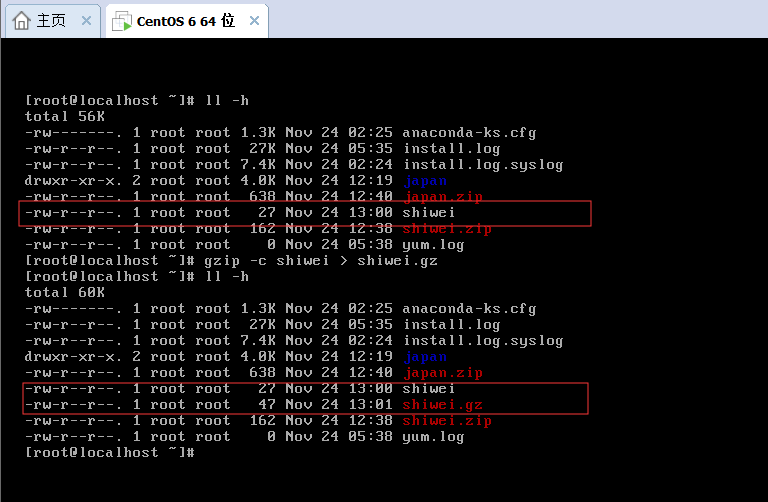 主页 CentOS 6 64 位
[root@localhost ~]# ll -h
total 56K
-rw-------. 1 root root 1.3K Nov 24 02:25 anaconda-ks.cfg
-rw-r--r--. 1 root root  27K Nov 24 05:35 install.log
-rw-r--r--. 1 root root 7.4K Nov 24 02:24 install.log.syslog
drwxr-xr-x. 2 root root 4.0K Nov 24 12:19 japan
-rw-r--r--. 1 root root  638 Nov 24 12:40 japan.zip
-rw-r--r--. 1 root root   27 Nov 24 13:00 shiwei
-rw-r--r--. 1 root root  162 Nov 24 12:38 shiwei.zip
-rw-r--r--. 1 root root    0 Nov 24 05:38 yum.log
[root@localhost ~]# gzip -c shiwei > shiwei.gz
[root@localhost ~]# ll -h
total 60K
-rw-------. 1 root root 1.3K Nov 24 02:25 anaconda-ks.cfg
-rw-r--r--. 1 root root  27K Nov 24 05:35 install.log
-rw-r--r--. 1 root root 7.4K Nov 24 02:24 install.log.syslog
drwxr-xr-x. 2 root root 4.0K Nov 24 12:19 japan
-rw-r--r--. 1 root root  638 Nov 24 12:40 japan.zip
-rw-r--r--. 1 root root   27 Nov 24 13:00 shiwei
-rw-r--r--. 1 root root   47 Nov 24 13:01 shiwei.gz
-rw-r--r--. 1 root root  162 Nov 24 12:38 shiwei.zip
-rw-r--r--. 1 root root    0 Nov 24 05:38 yum.log
[root@localhost ~]#